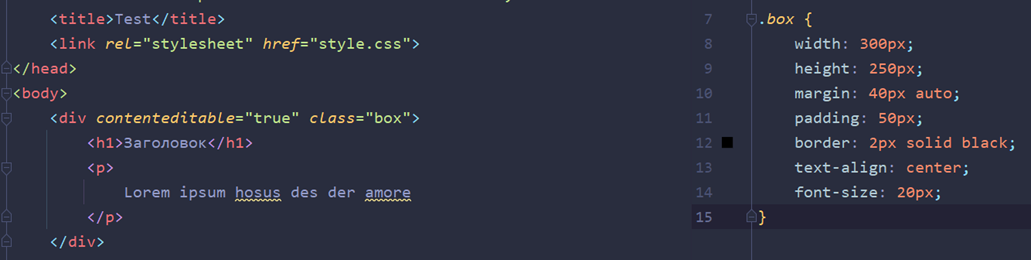 <title>Test</title>
<link rel="stylesheet" href="style.css">
</head>
<body>
<div contenteditable="true" class="box">
<h1>Заголовок</h1>
<p>
Lorem ipsum hosus des der amore
</p>
</div>
7 .box {
8 width: 300px;
9 height: 250px;
10 margin: 40px auto;
11 padding: 50px;
12 border: 2px solid black;
13 text-align: center;
14 font-size: 20px;
15 }